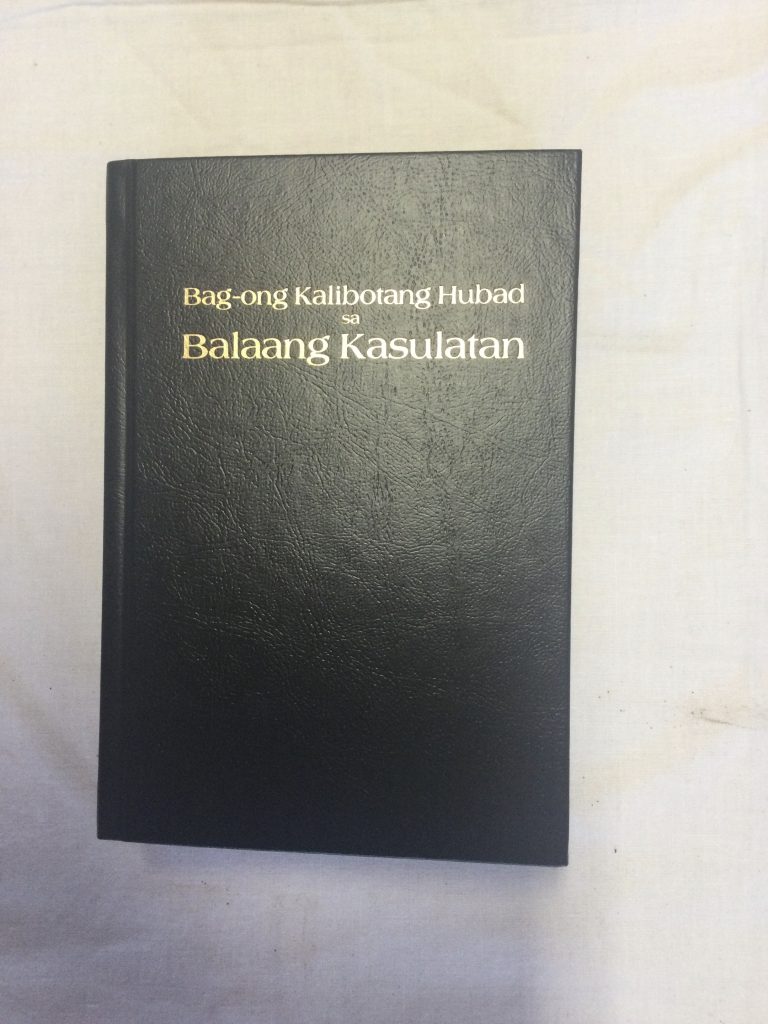 Bag-ong Kalibotang Hubad
sa
Balaang Kasulatan